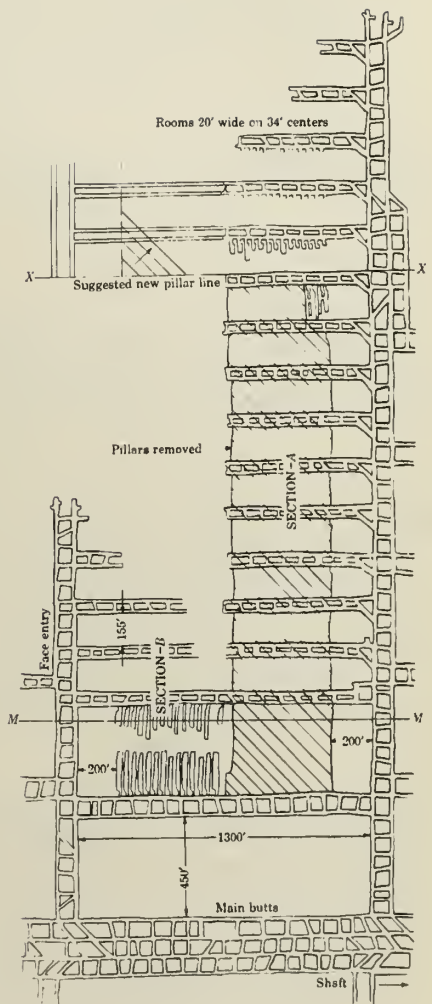 Rooms 20' wide on 34' centers
X
X
Suggested new pillar line
Pillars removed
SECTION-A
Face entry
155'
SECTION-B
M
M
200'
200'
1300'
450'
Main butts
Shaft